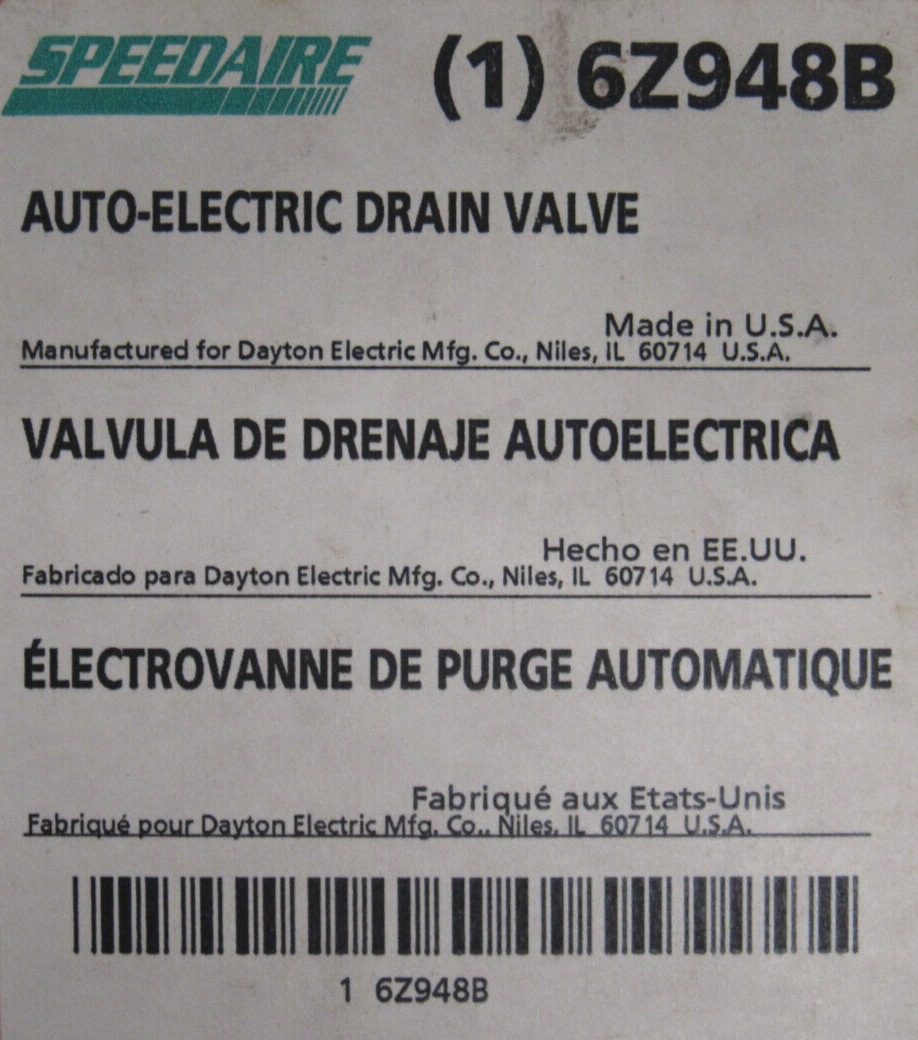 SPEEDAIRE (1) 6Z948B
AUTO-ELECTRIC DRAIN VALVE
Made in U.S.A.
Manufactured for Dayton Electric Mfg. Co., Niles, IL 60714 U.S.A.
VALVULA DE DRENAJE AUTOELECTRICA
Hecho en EE.UU.
Fabricado para Dayton Electric Mfg. Co., Niles, IL 60714 U.S.A.
ÉLECTROVANNE DE PURGE AUTOMATIQUE
Fabriqué aux Etats-Unis
Fabriqué pour Dayton Electric Mfg. Co., Niles, IL 60714 U.S.A.
1 6Z948B